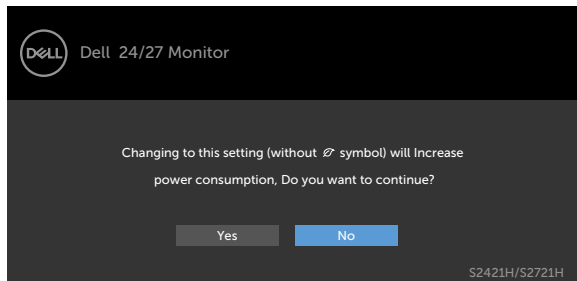 DELL
Dell 24/27 Monitor
Changing to this setting (without symbol) will Increase
power consumption, Do you want to continue?
Yes
No
S2421H/S2721H